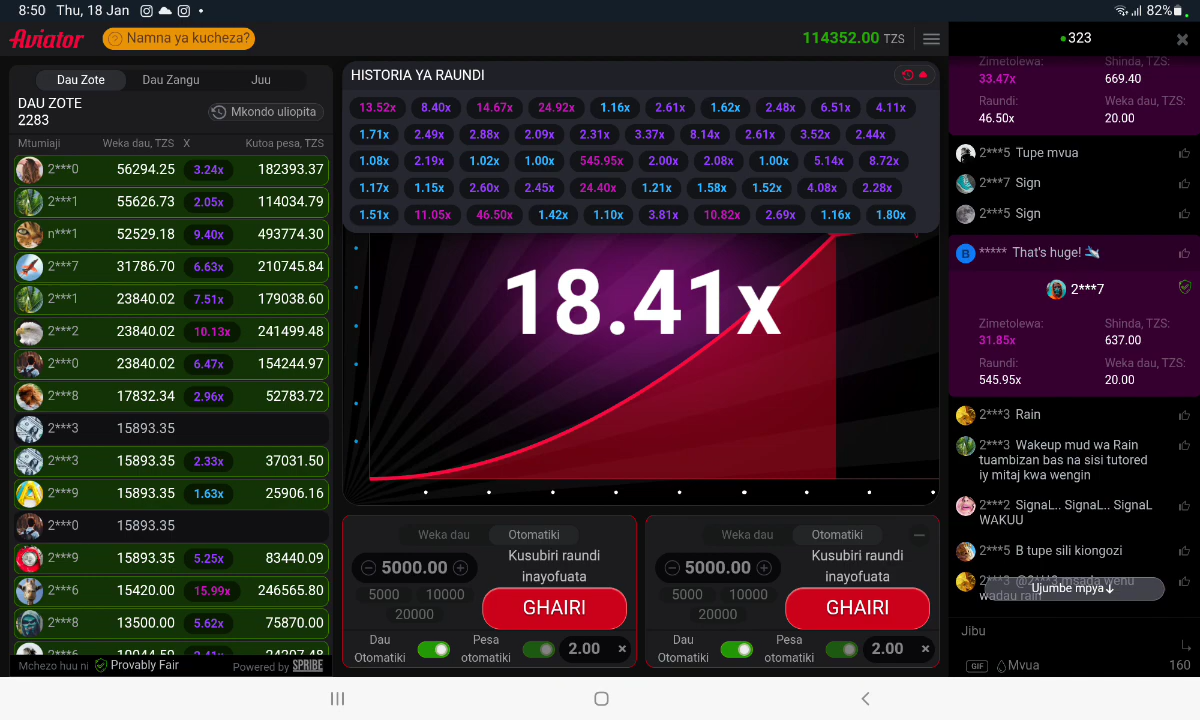 8:50 Thu, 18 Jan • 82%
Aviator
Namna ya kucheza?
114352.00 TZS
323
Dau Zote Dau Zangu Juu
DAU ZOTE
2283
Mkondo uliopita
Mtumiaji Weka dau, TZS X Kutoa pesa, TZS
2***0 56294.25 3.24x 182393.37
2***1 55626.73 2.05x 114034.79
n***1 52529.18 9.40x 493774.30
2***7 31786.70 6.63x 210745.84
2***1 23840.02 7.51x 179038.60
2***2 23840.02 10.13x 241499.48
2***0 23840.02 6.47x 154244.97
2***8 17832.34 2.96x 52783.72
2***3 15893.35
2***3 15893.35 2.33x 37031.50
2***9 15893.35 1.63x 25906.16
2***0 15893.35
2***9 15893.35 5.25x 83440.09
2***6 15420.00 15.99x 246565.80
2***8 13500.00 5.62x 75870.00
Mchezo huu ni Provably Fair Powered by SPRIBE
HISTORIA YA RAUNDI
13.52x 8.40x 14.67x 24.92x 1.16x 2.61x 1.62x 2.48x 6.51x 4.11x
1.71x 2.49x 2.88x 2.09x 2.31x 3.37x 8.14x 2.61x 3.52x 2.44x
1.08x 2.19x 1.02x 1.00x 545.95x 2.00x 2.08x 1.00x 5.14x 8.72x
1.17x 1.15x 2.60x 2.45x 24.40x 1.21x 1.58x 1.52x 4.08x 2.28x
1.51x 11.05x 46.50x 1.42x 1.10x 3.81x 10.82x 2.69x 1.16x 1.80x
18.41x
Weka dau Otomatiki
5000.00
5000 10000
20000
Kusubiri raundi
inayofuata
GHAIRI
Dau
Otomatiki
Pesa
otomatiki
2.00 ×
Weka dau Otomatiki
5000.00
5000 10000
20000
Kusubiri raundi
inayofuata
GHAIRI
Dau
Otomatiki
Pesa
otomatiki
2.00 ×
Zimetolewa: Shinda, TZS:
33.47x 669.40
Raundi: Weka dau, TZS:
46.50x 20.00
2***5 Tupe mvua
2***7 Sign
2***5 Sign
B ***** That's huge!
2***7
Zimetolewa: Shinda, TZS:
31.85x 637.00
Raundi: Weka dau, TZS:
545.95x 20.00
2***3 Rain
2***3 Wakeup mud wa Rain
tuambizan bas na sisi tutored
iy mitaj kwa wengin
2***2 SignaL.. SignaL.. SignaL
WAKUU
2***5 B tupe sili kiongozi
2***3 @2***3 msada wenu
wadau rain
Ujumbe mpya↓
Jibu
GIF Mvua 160